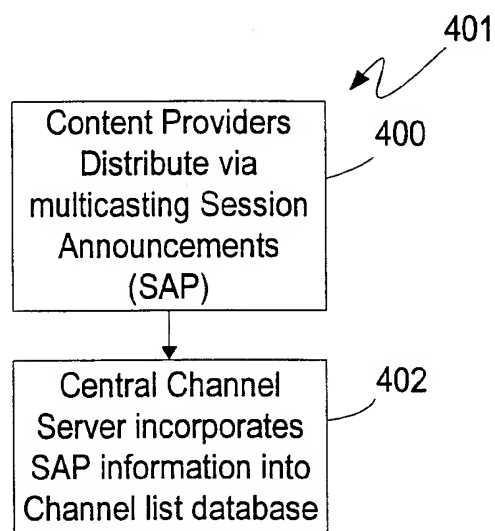 401
Content Providers
Distribute via
multicasting Session
Announcements
(SAP)
400
Central Channel
Server incorporates
SAP information into
Channel list database
402